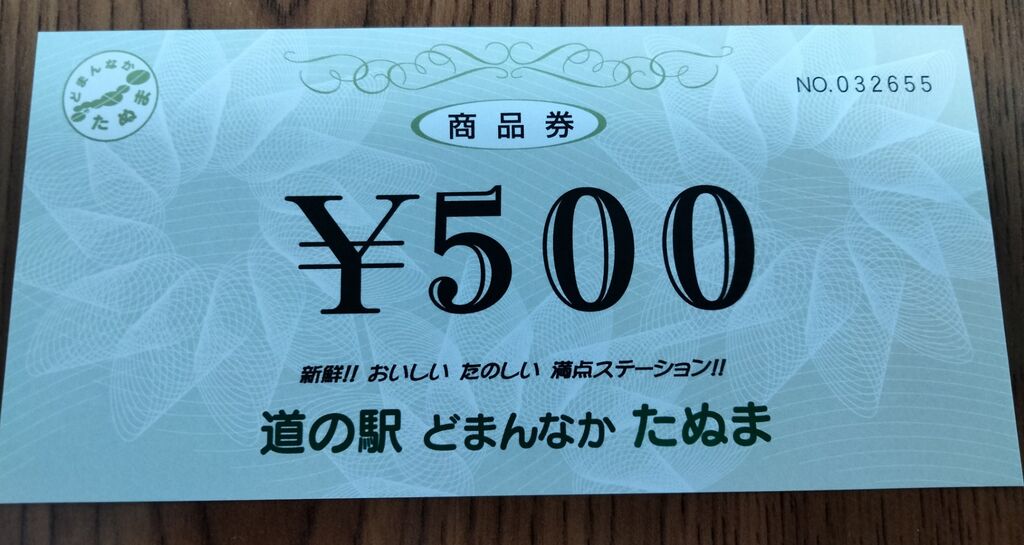 どまんなか
たぬま
NO.032655
商品券
¥500
新鮮!! おいしい たのしい 満点ステーション!!
道の駅 どまんなか たぬま